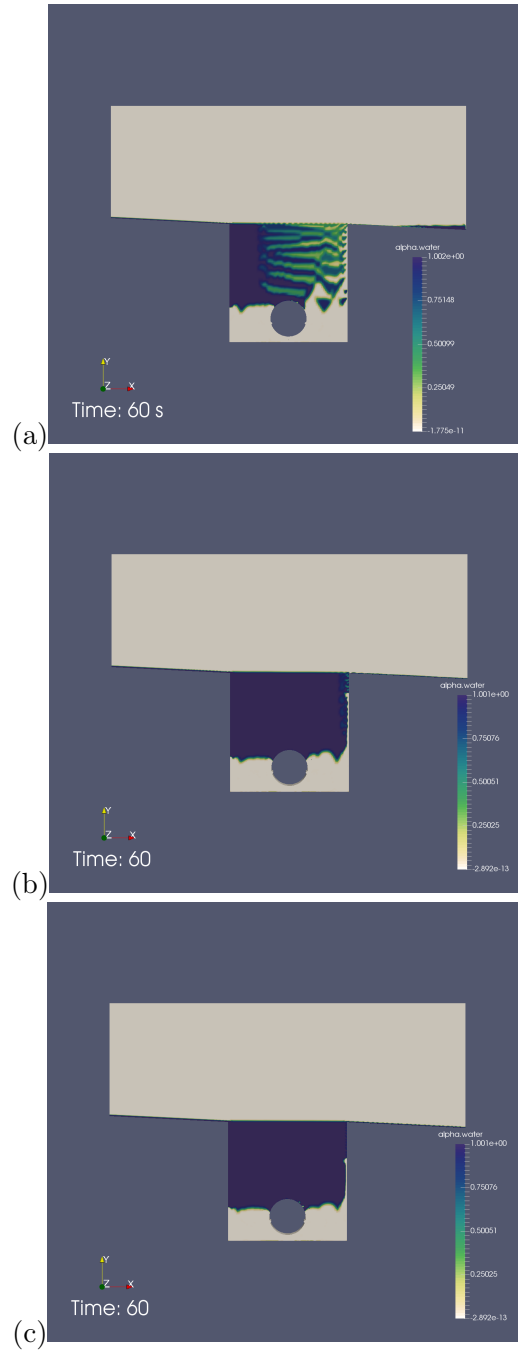 alpha.water
1.002e+00
0.75148
0.50099
0.25049
-1.775e-11
Y
Z X
Time: 60 s
(a)
alpha.water
1.001e+00
0.75076
0.50051
0.25025
-2.892e-13
Y
Z X
Time: 60
(b)
alpha.water
1.001e+00
0.75076
0.50051
0.25025
-2.892e-13
Y
Z X
Time: 60
(c)